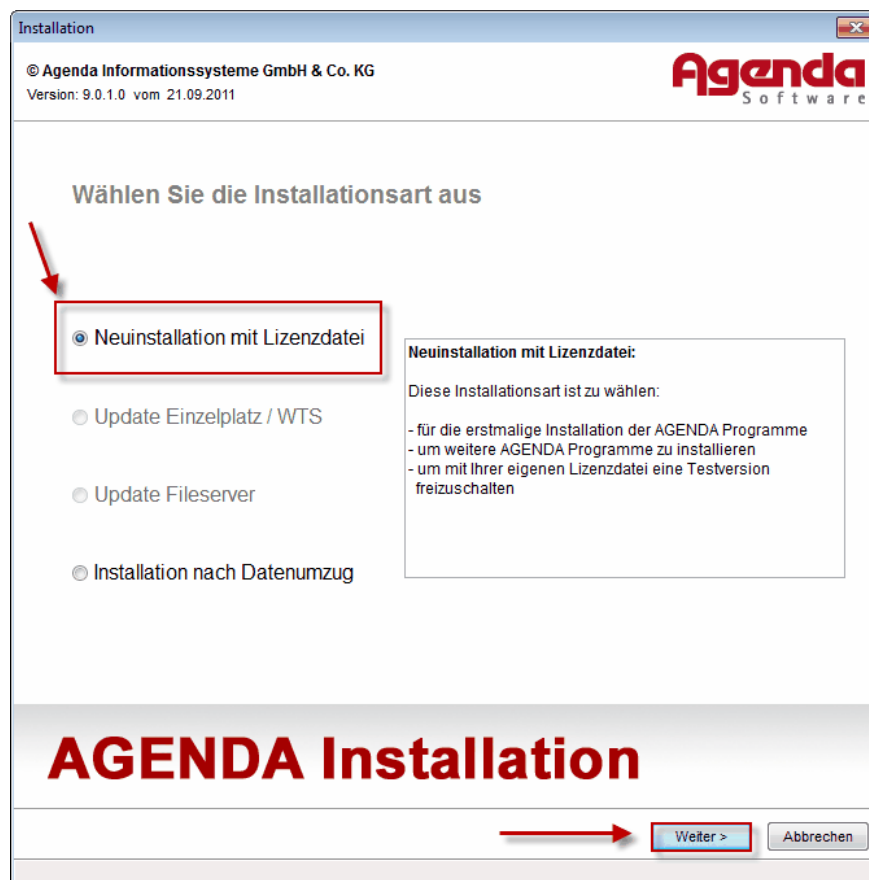 Installation
© Agenda Informationssysteme GmbH & Co. KG
Version: 9.0.1.0 vom 21.09.2011
Agenda
Software
Wählen Sie die Installationsart aus
Neuinstallation mit Lizenzdatei
Update Einzelplatz / WTS
Update Fileserver
Installation nach Datenumzug
Neuinstallation mit Lizenzdatei:
Diese Installationsart ist zu wählen:
- für die erstmalige Installation der AGENDA Programme
- um weitere AGENDA Programme zu installieren
- um mit Ihrer eigenen Lizenzdatei eine Testversion
freizuschalten
AGENDA Installation
Weiter >
Abbrechen